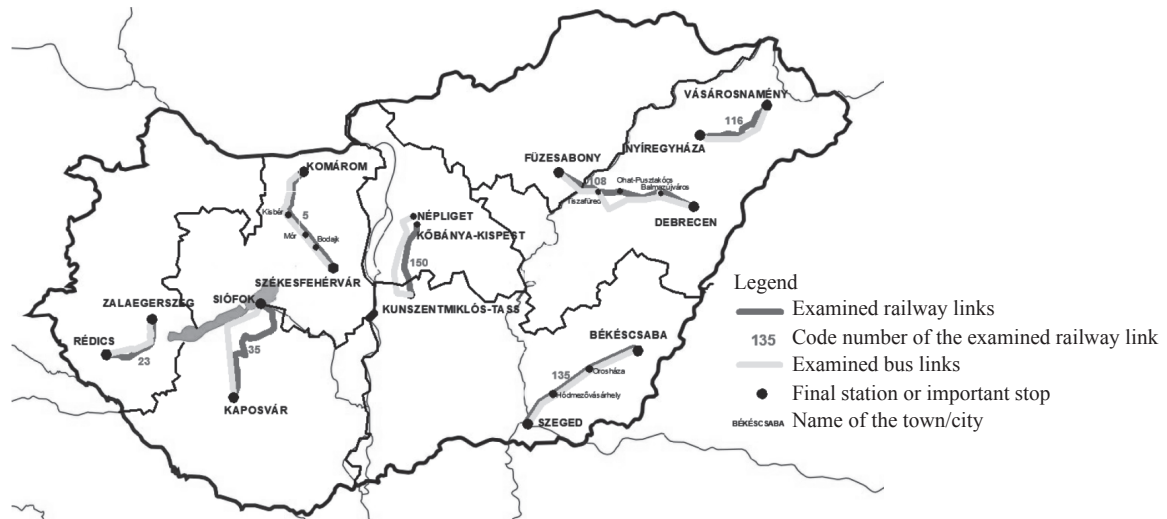 VÁSÁROSNAMÉNY
116
NYÍREGYHÁZA
FÜZESABONY
108
Ohat-Pusztakócs
Balmazújváros
Tiszafüred
DEBRECEN
KOMÁROM
Kisbér
5
Mór
Bodajk
SZÉKESFEHÉRVÁR
NÉPLIGET
KŐBÁNYA-KISPEST
150
KUNSZENTMIKLÓS-TASS
ZALAEGERSZEG
SIÓFOK
RÉDICS
23
35
KAPOSVÁR
BÉKÉSCSABA
135
Orosháza
Hódmezővásárhely
SZEGED
Legend
Examined railway links
135 Code number of the examined railway link
Examined bus links
Final station or important stop
BÉKÉSCSABA Name of the town/city